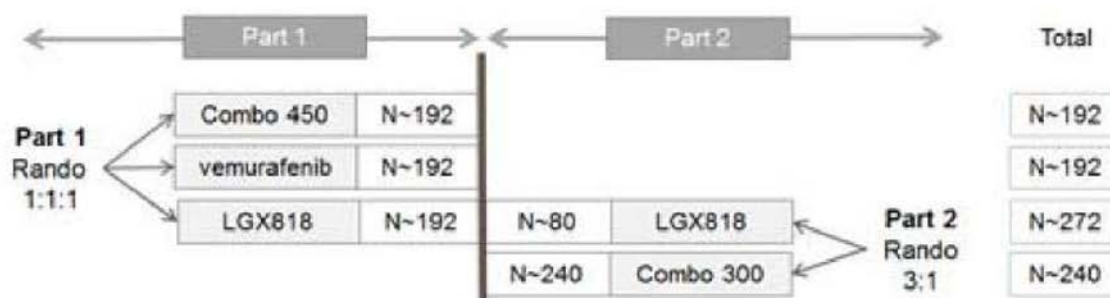 Part 1 Part 2 Total
Combo 450 N~192 N~192
Part 1
Rando
1:1:1
vemurafenib N~192 N~192
LGX818 N~192 N~80 LGX818 N~272
Part 2
Rando
3:1
N~240 Combo 300 N~240